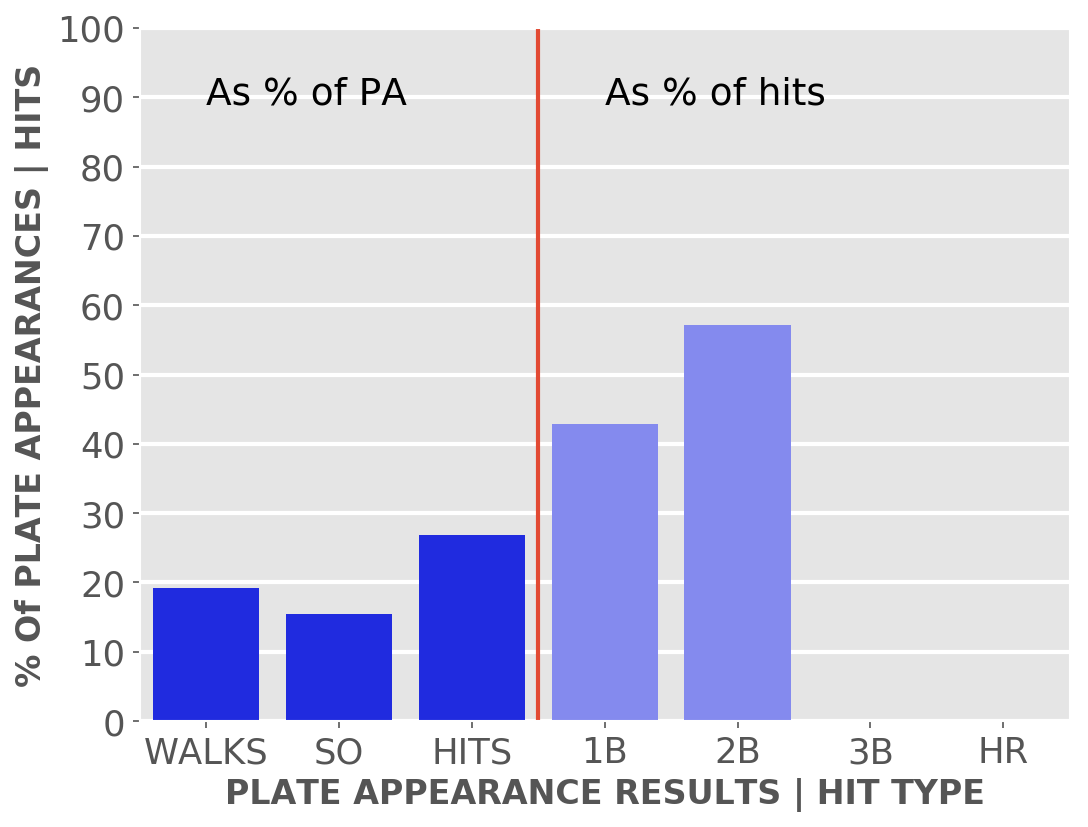 % Of PLATE APPEARANCES | HITS
100
90
80
70
60
50
40
30
20
10
0
As % of PA
As % of hits
WALKS SO HITS 1B 2B 3B HR
PLATE APPEARANCE RESULTS | HIT TYPE